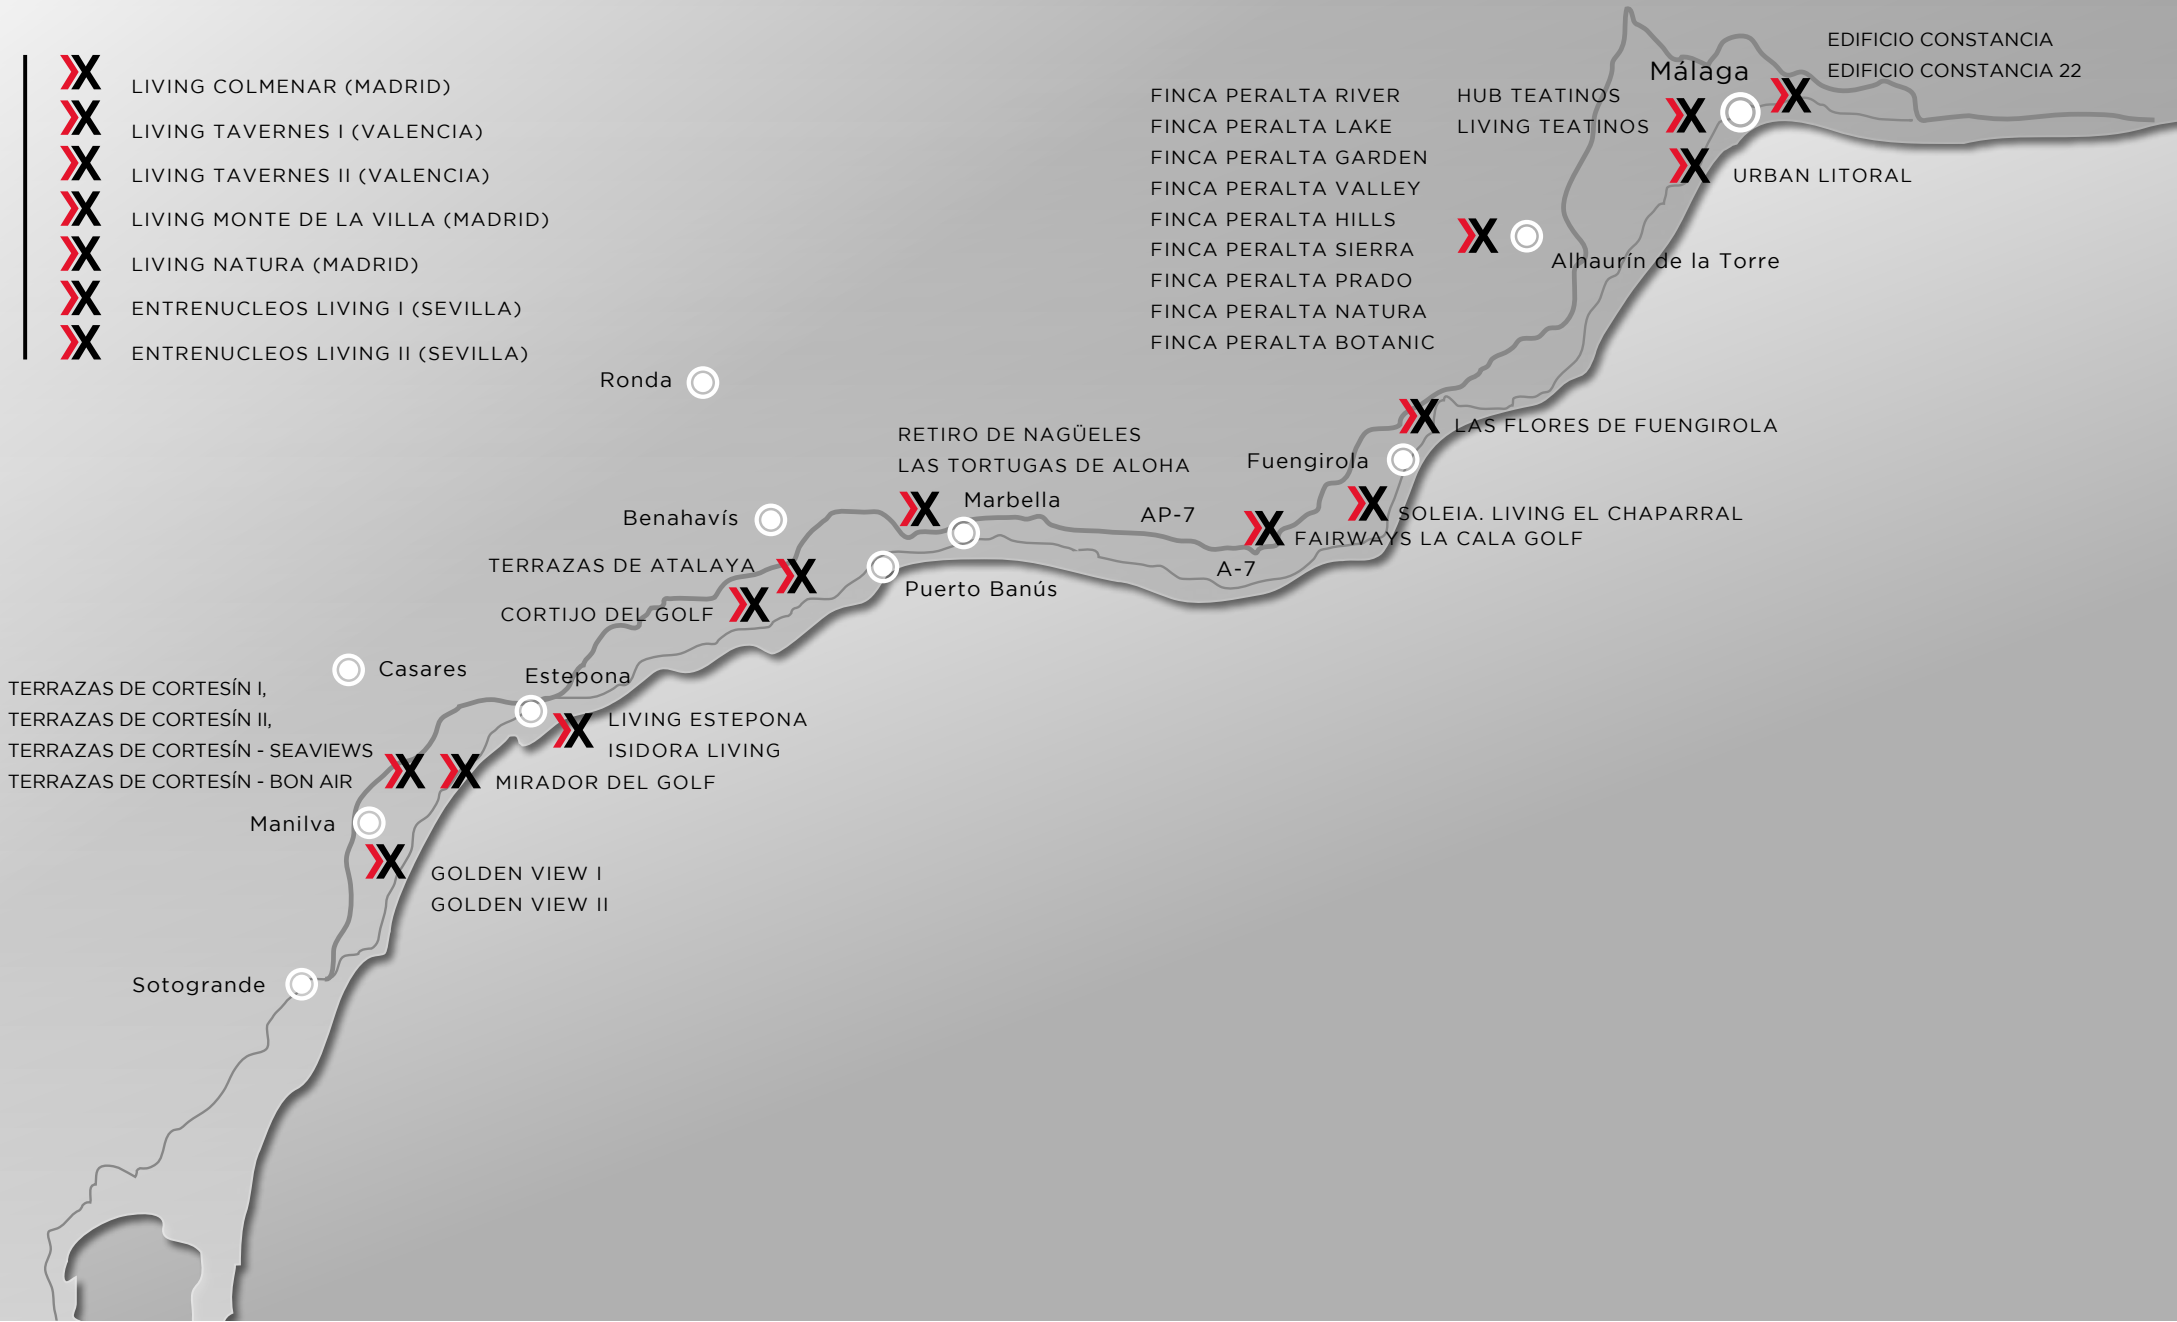 LIVING COLMENAR (MADRID)
LIVING TAVERNES I (VALENCIA)
LIVING TAVERNES II (VALENCIA)
LIVING MONTE DE LA VILLA (MADRID)
LIVING NATURA (MADRID)
ENTRENUCLEOS LIVING I (SEVILLA)
ENTRENUCLEOS LIVING II (SEVILLA)
EDIFICIO CONSTANCIA
EDIFICIO CONSTANCIA 22
Málaga
HUB TEATINOS
LIVING TEATINOS
URBAN LITORAL
FINCA PERALTA RIVER
FINCA PERALTA LAKE
FINCA PERALTA GARDEN
FINCA PERALTA VALLEY
FINCA PERALTA HILLS
FINCA PERALTA SIERRA
FINCA PERALTA PRADO
FINCA PERALTA NATURA
FINCA PERALTA BOTANIC
Alhaurín de la Torre
Ronda
RETIRO DE NAGÜELES
LAS TORTUGAS DE ALOHA
Marbella
LAS FLORES DE FUENGIROLA
Fuengirola
AP-7
SOLEIA. LIVING EL CHAPARRAL
FAIRWAYS LA CALA GOLF
A-7
Benahavís
TERRAZAS DE ATALAYA
CORTIJO DEL GOLF
Puerto Banús
Casares
Estepona
TERRAZAS DE CORTESÍN I,
TERRAZAS DE CORTESÍN II,
TERRAZAS DE CORTESÍN - SEAVIEWS
TERRAZAS DE CORTESÍN - BON AIR
LIVING ESTEPONA
ISIDORA LIVING
MIRADOR DEL GOLF
Manilva
GOLDEN VIEW I
GOLDEN VIEW II
Sotogrande